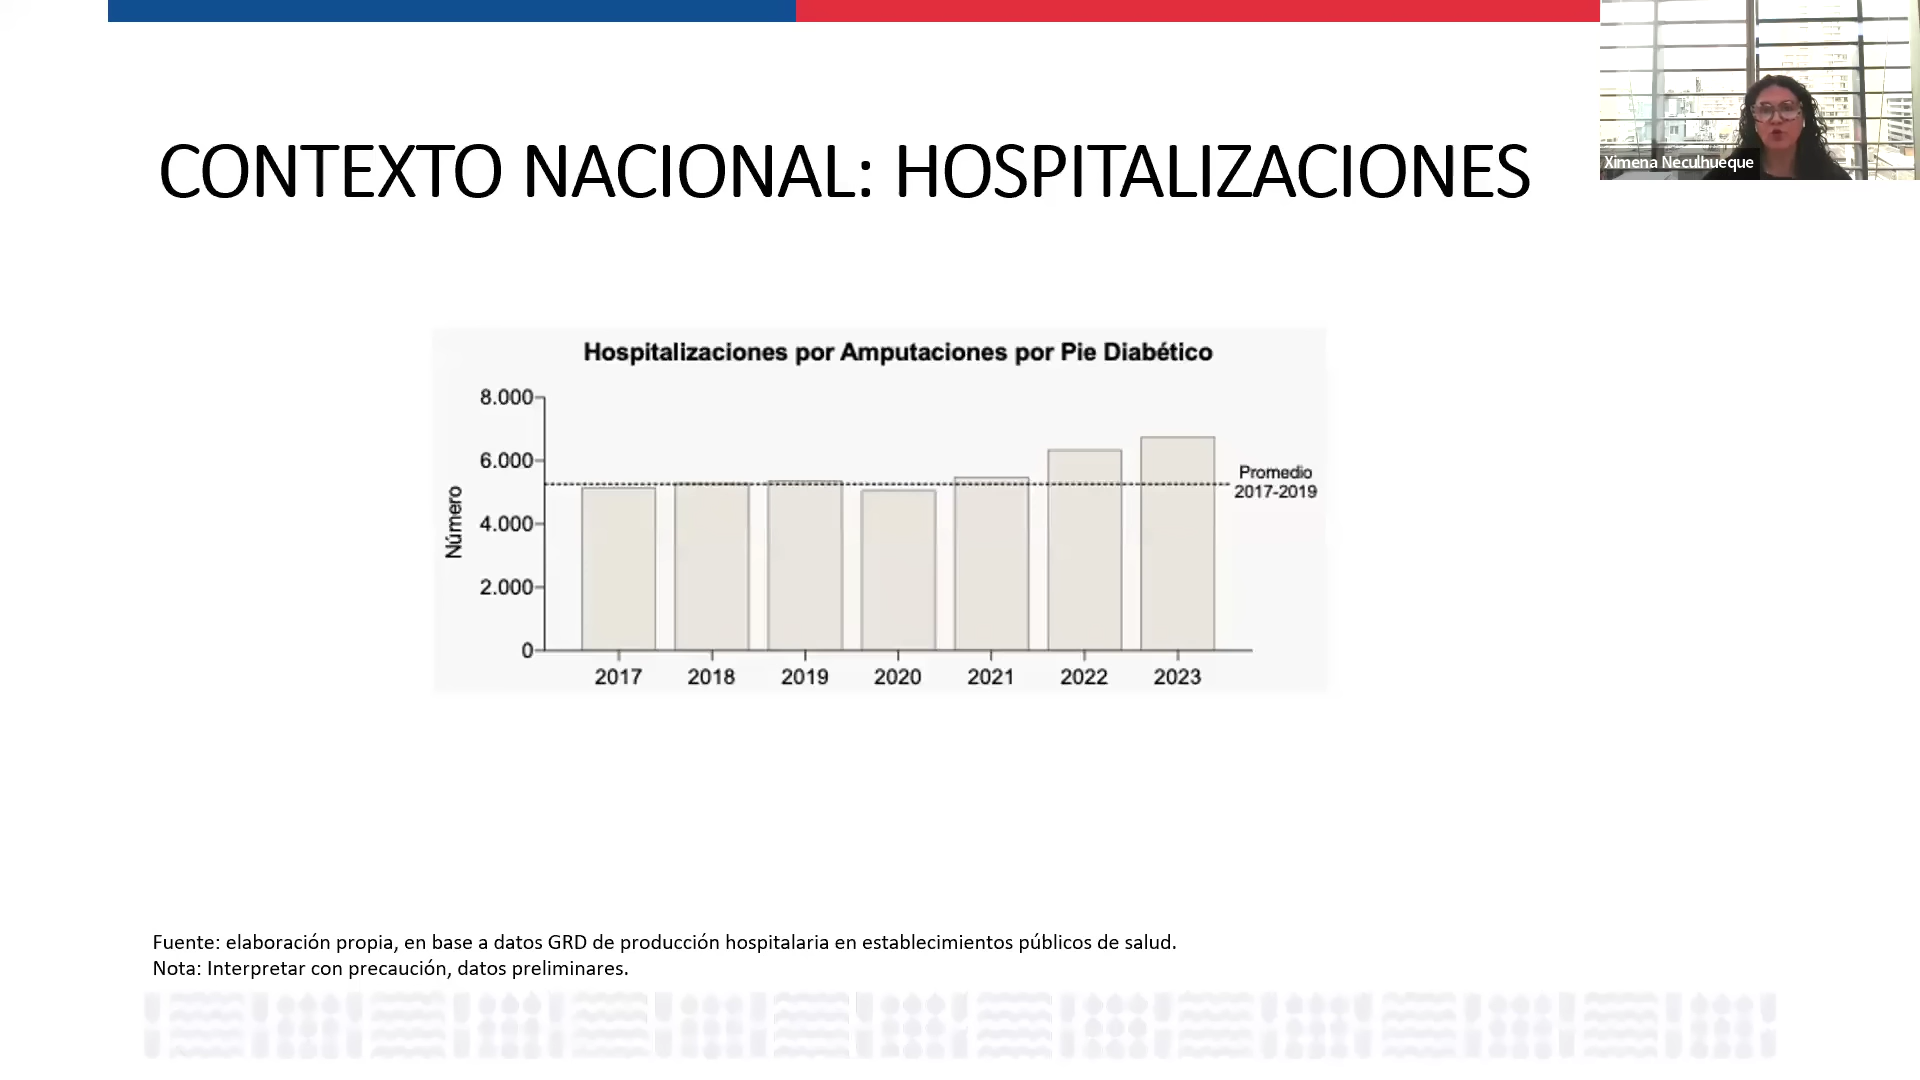 CONTEXTO NACIONAL: HOSPITALIZACIONES
Ximena Neculhueque
Hospitalizaciones por Amputaciones por Pie Diabético
8.000
6.000
4.000
2.000
0
Número
Promedio
2017-2019
2017 2018 2019 2020 2021 2022 2023
Fuente: elaboración propia, en base a datos GRD de producción hospitalaria en establecimientos públicos de salud.
Nota: Interpretar con precaución, datos preliminares.